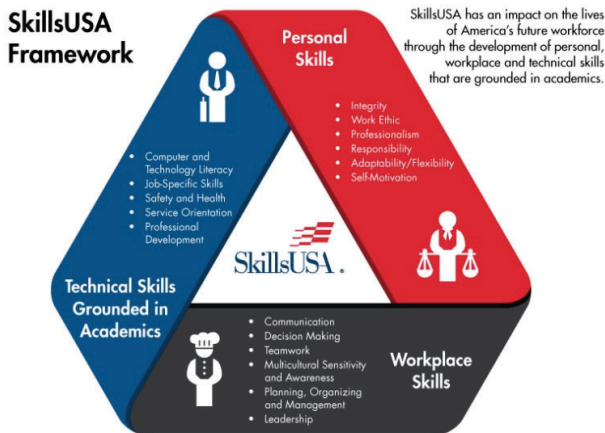 SkillsUSA
Framework
SkillsUSA has an impact on the lives
of America's future workforce
through the development of personal,
workplace and technical skills
that are grounded in academics.
Personal
Skills
• Integrity
• Work Ethic
• Professionalism
• Responsibility
• Adaptability/Flexibility
• Self-Motivation
• Computer and
Technology Literacy
• Job-Specific Skills
• Safety and Health
• Service Orientation
• Professional
Development
Technical Skills
Grounded in
Academics
SkillsUSA®
• Communication
• Decision Making
• Teamwork
• Multicultural Sensitivity
and Awareness
• Planning, Organizing
and Management
• Leadership
Workplace
Skills